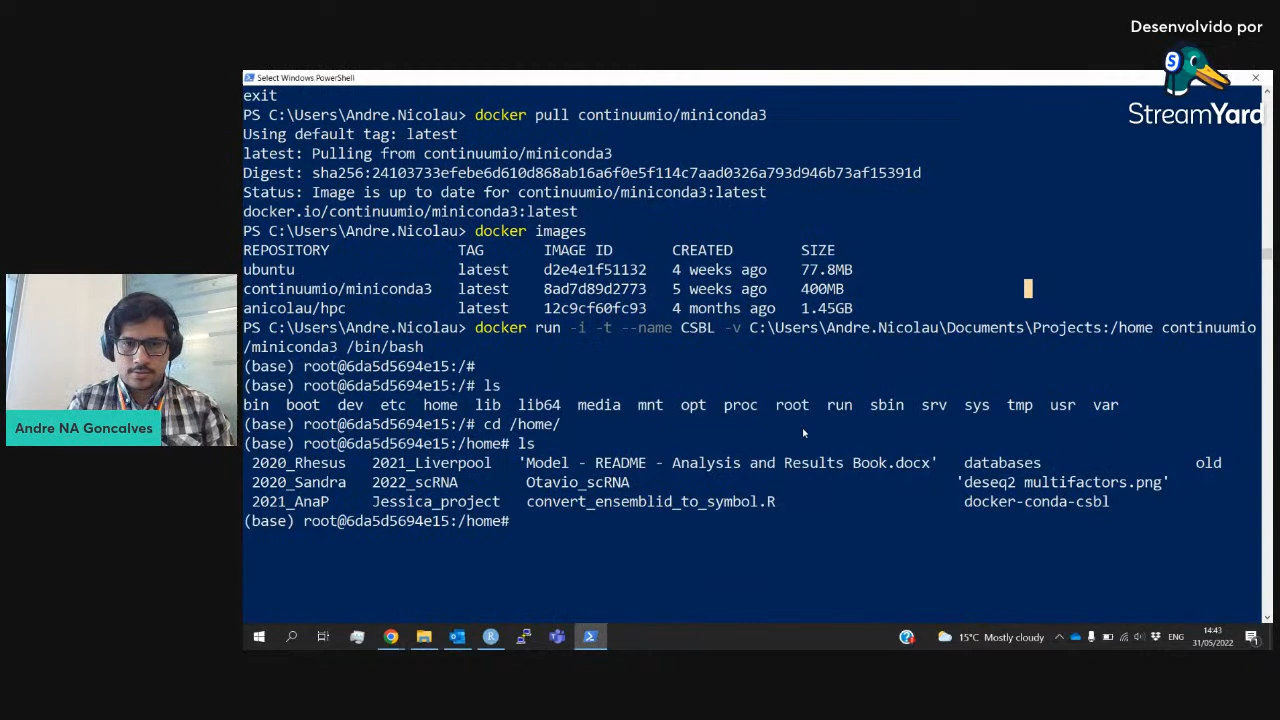 Desenvolvido por
StreamYard
Select Windows PowerShell
exit
PS C:\Users\Andre.Nicolau> docker pull continuumio/miniconda3
Using default tag: latest
latest: Pulling from continuumio/miniconda3
Digest: sha256:24103733efebe6d610d868ab16a6f0e5f114c7aad0326a793d946b73af15391d
Status: Image is up to date for continuumio/miniconda3:latest
docker.io/continuumio/miniconda3:latest
PS C:\Users\Andre.Nicolau> docker images
REPOSITORY TAG IMAGE ID CREATED SIZE
ubuntu latest d2e4e1f51132 4 weeks ago 77.8MB
continuumio/miniconda3 latest 8ad7d89d2773 5 weeks ago 400MB
anicolau/hpc latest 12c9cf60fc93 4 months ago 1.45GB
PS C:\Users\Andre.Nicolau> docker run -i -t --name CSBL -v C:\Users\Andre.Nicolau\Documents\Projects:/home continuumio
/miniconda3 /bin/bash
(base) root@6da5d5694e15:/#
(base) root@6da5d5694e15:/# ls
bin boot dev etc home lib lib64 media mnt opt proc root run sbin srv sys tmp usr var
(base) root@6da5d5694e15:/# cd /home/
(base) root@6da5d5694e15:/home# ls
2020_Rhesus 2021_Liverpool 'Model - README - Analysis and Results Book.docx' databases old
2020_Sandra 2022_scRNA Otavio_scRNA 'deseq2 multifactors.png'
2021_AnaP Jessica_project convert_ensemblid_to_symbol.R docker-conda-csbl
(base) root@6da5d5694e15:/home#
Andre NA Goncalves
15°C Mostly cloudy
ENG
14:43
31/05/2022